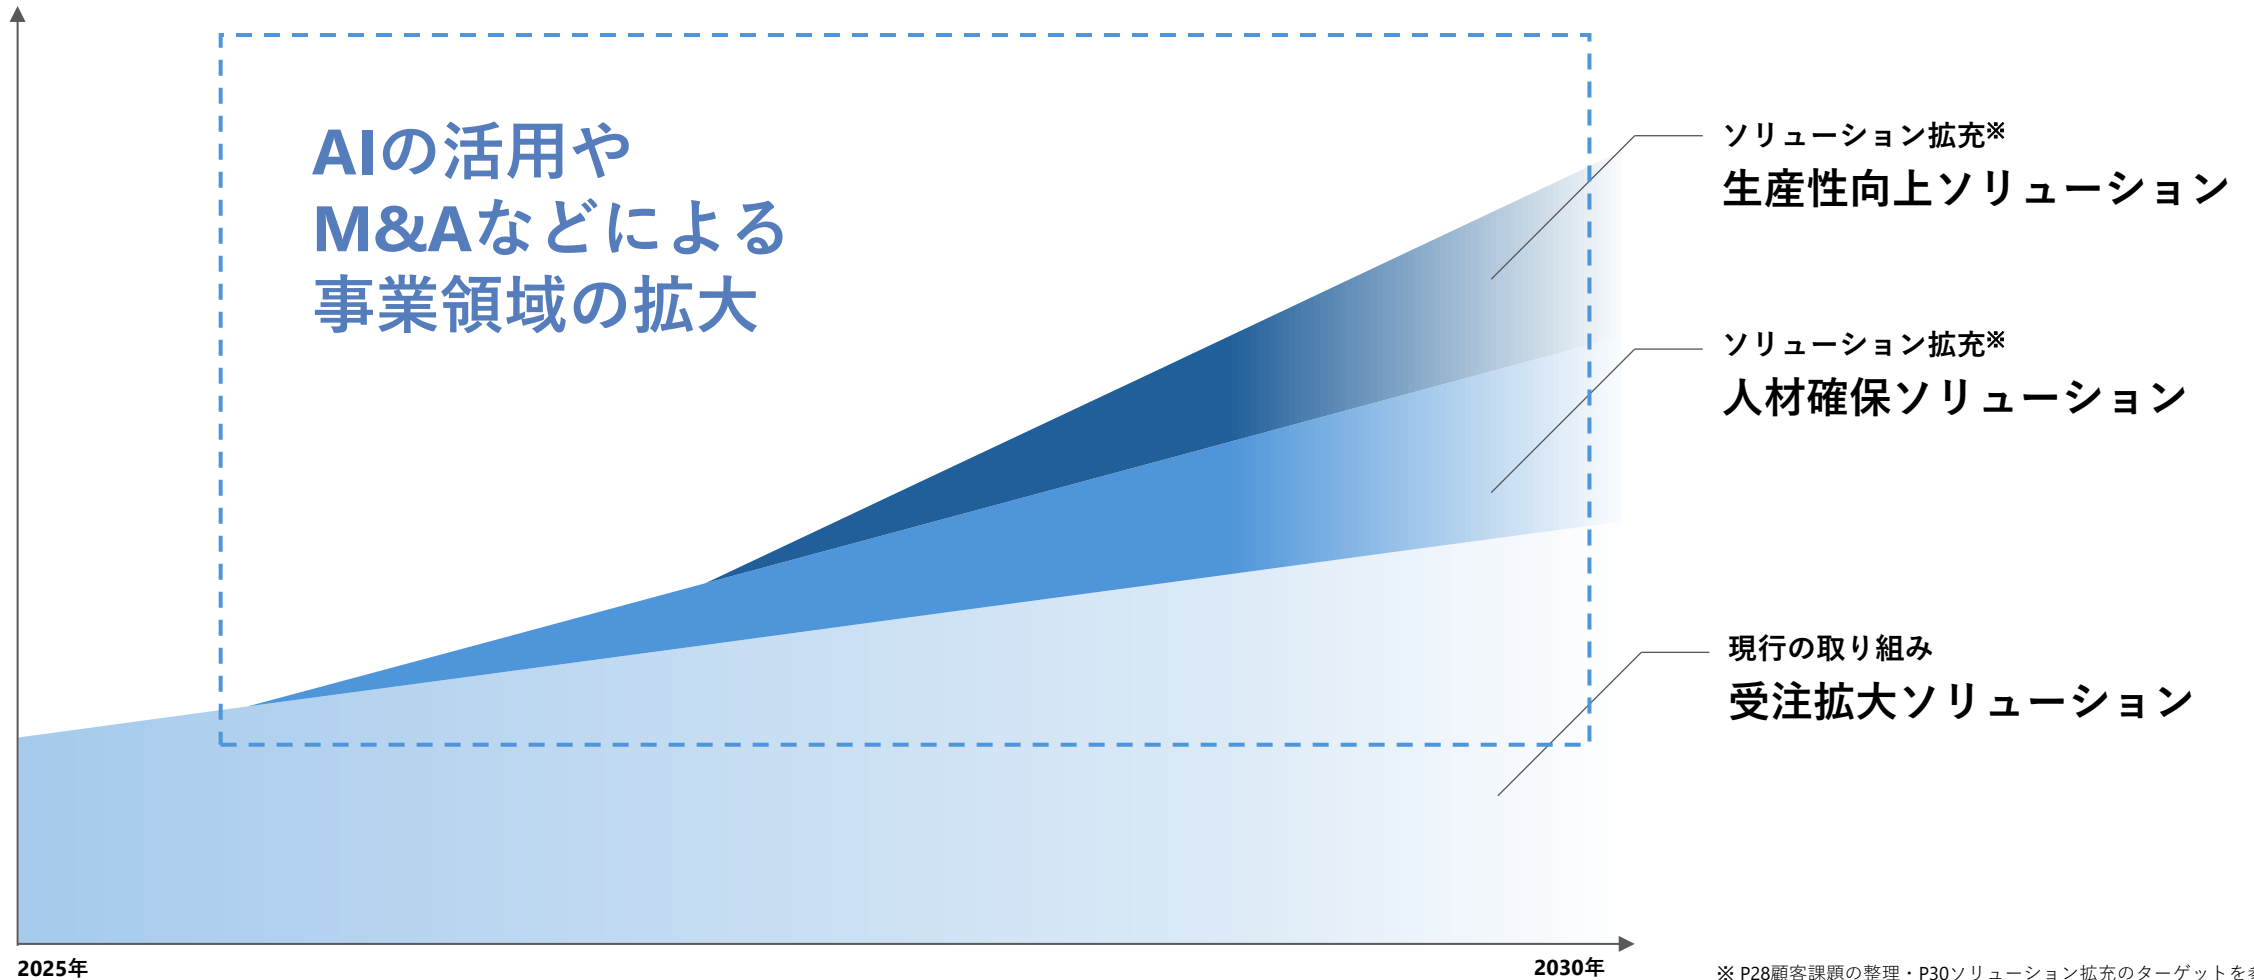 AIの活用や
M&Aなどによる
事業領域の拡大
ソリューション拡充※
生産性向上ソリューション
ソリューション拡充※
人材確保ソリューション
現行の取り組み
受注拡大ソリューション
2025年
2030年
※ P28顧客課題の整理・P30ソリューション拡充のターゲットを